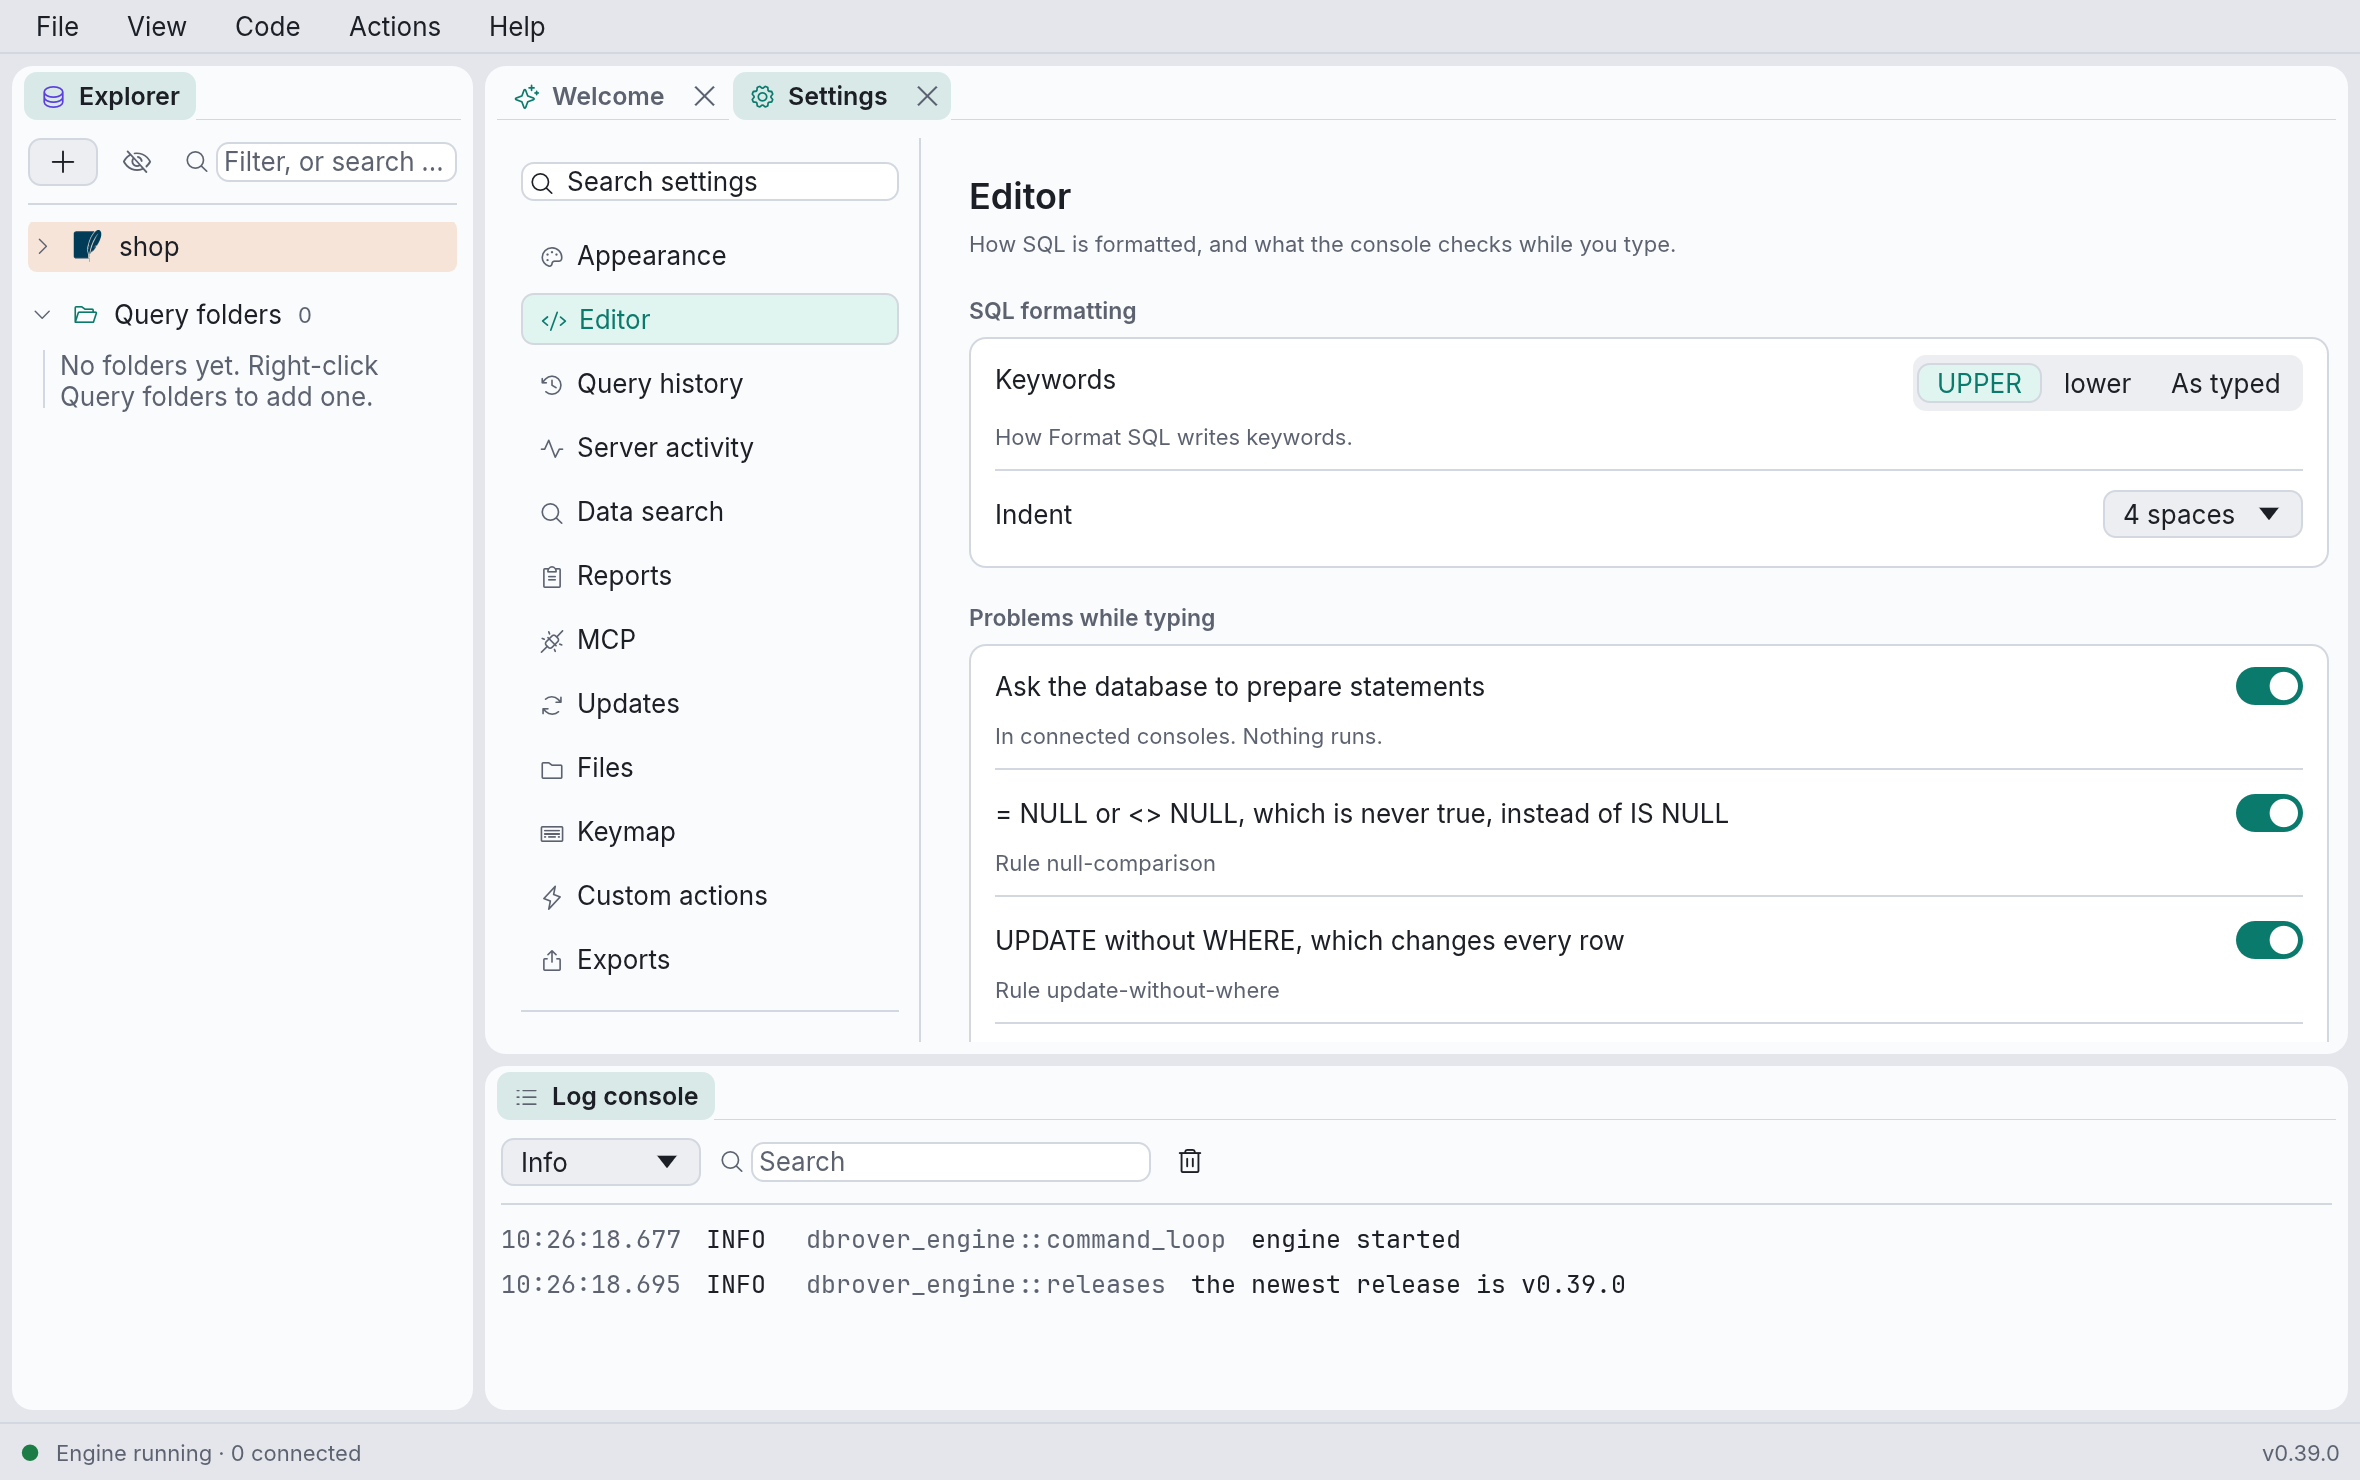 File View Code Actions Help
Explorer
Filter, or search ...
shop
Query folders 0
No folders yet. Right-click
Query folders to add one.
Welcome
Settings
Search settings
Appearance
Editor
Query history
Server activity
Data search
Reports
MCP
Updates
Files
Keymap
Custom actions
Exports
Editor
How SQL is formatted, and what the console checks while you type.
SQL formatting
Keywords
UPPER lower As typed
How Format SQL writes keywords.
Indent
4 spaces
Problems while typing
Ask the database to prepare statements
In connected consoles. Nothing runs.
= NULL or <> NULL, which is never true, instead of IS NULL
Rule null-comparison
UPDATE without WHERE, which changes every row
Rule update-without-where
Log console
Info
Search
10:26:18.677 INFO dbrover_engine::command_loop engine started
10:26:18.695 INFO dbrover_engine::releases the newest release is v0.39.0
Engine running · 0 connected
v0.39.0